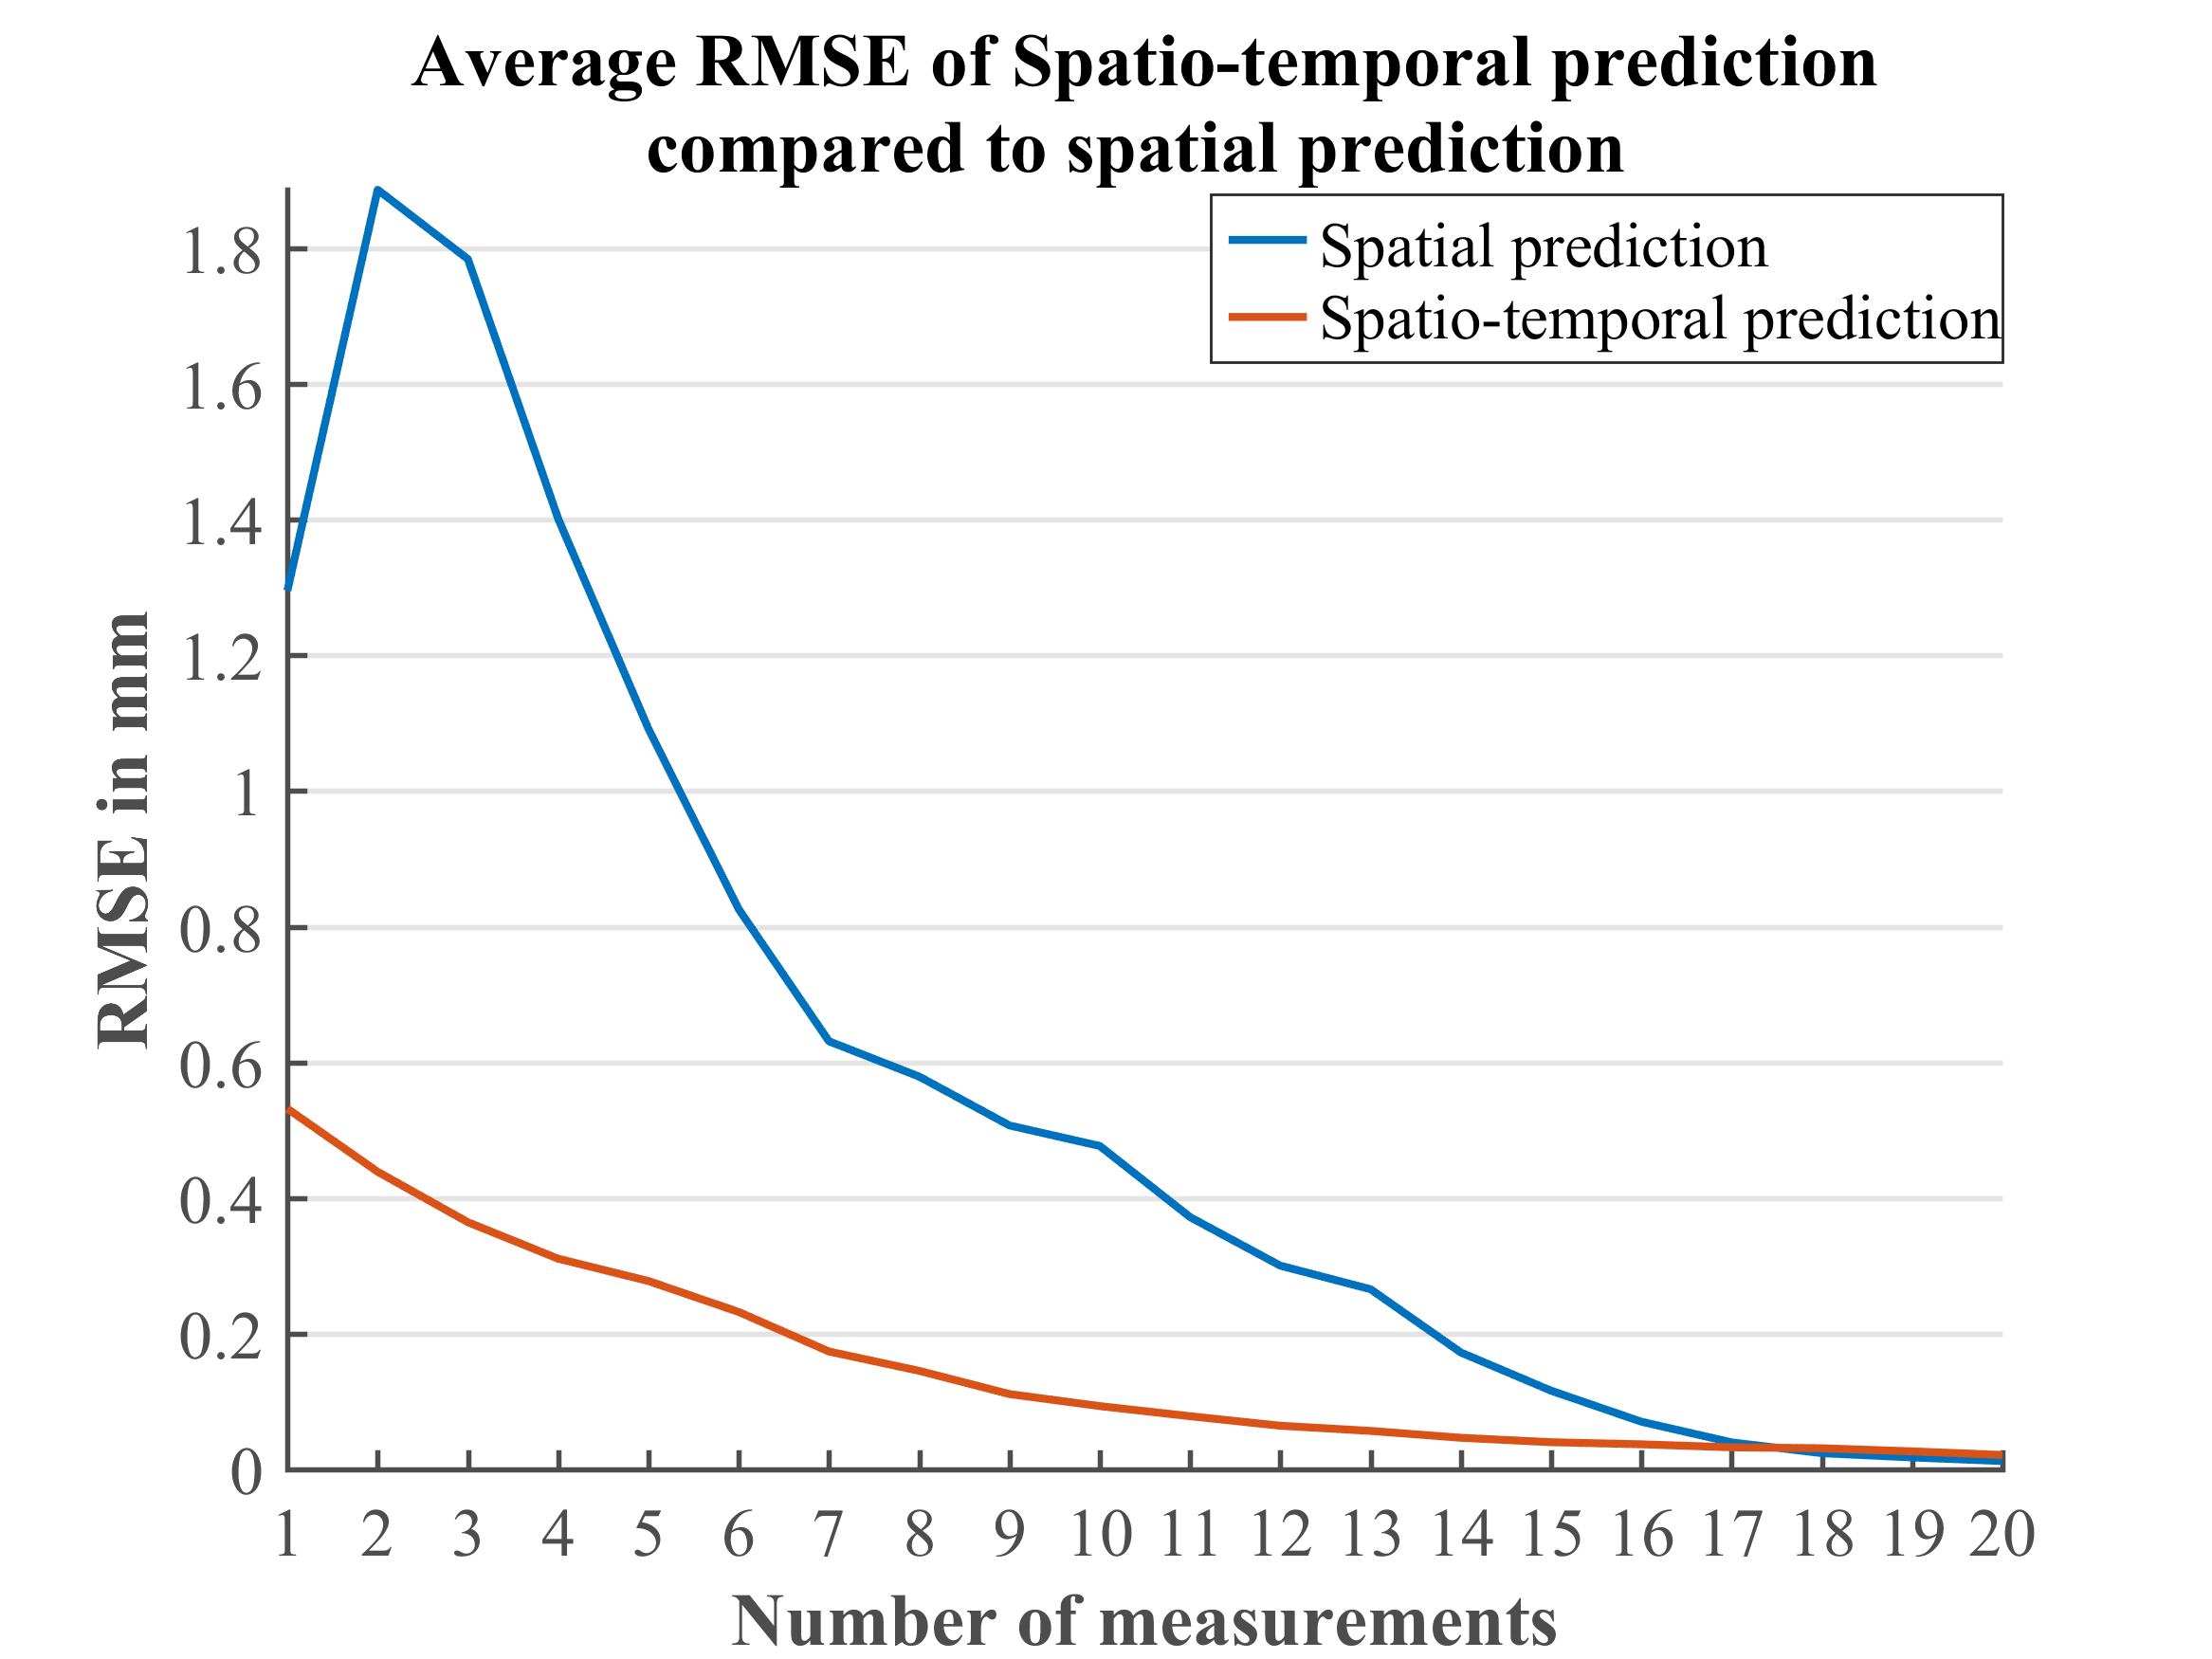 Average RMSE of Spatio-temporal prediction
compared to spatial prediction
Spatial prediction
Spatio-temporal prediction
1.8
1.6
1.4
1.2
1
0.8
0.6
0.4
0.2
0
RMSE in mm
1 2 3 4 5 6 7 8 9 10 11 12 13 14 15 16 17 18 19 20
Number of measurements